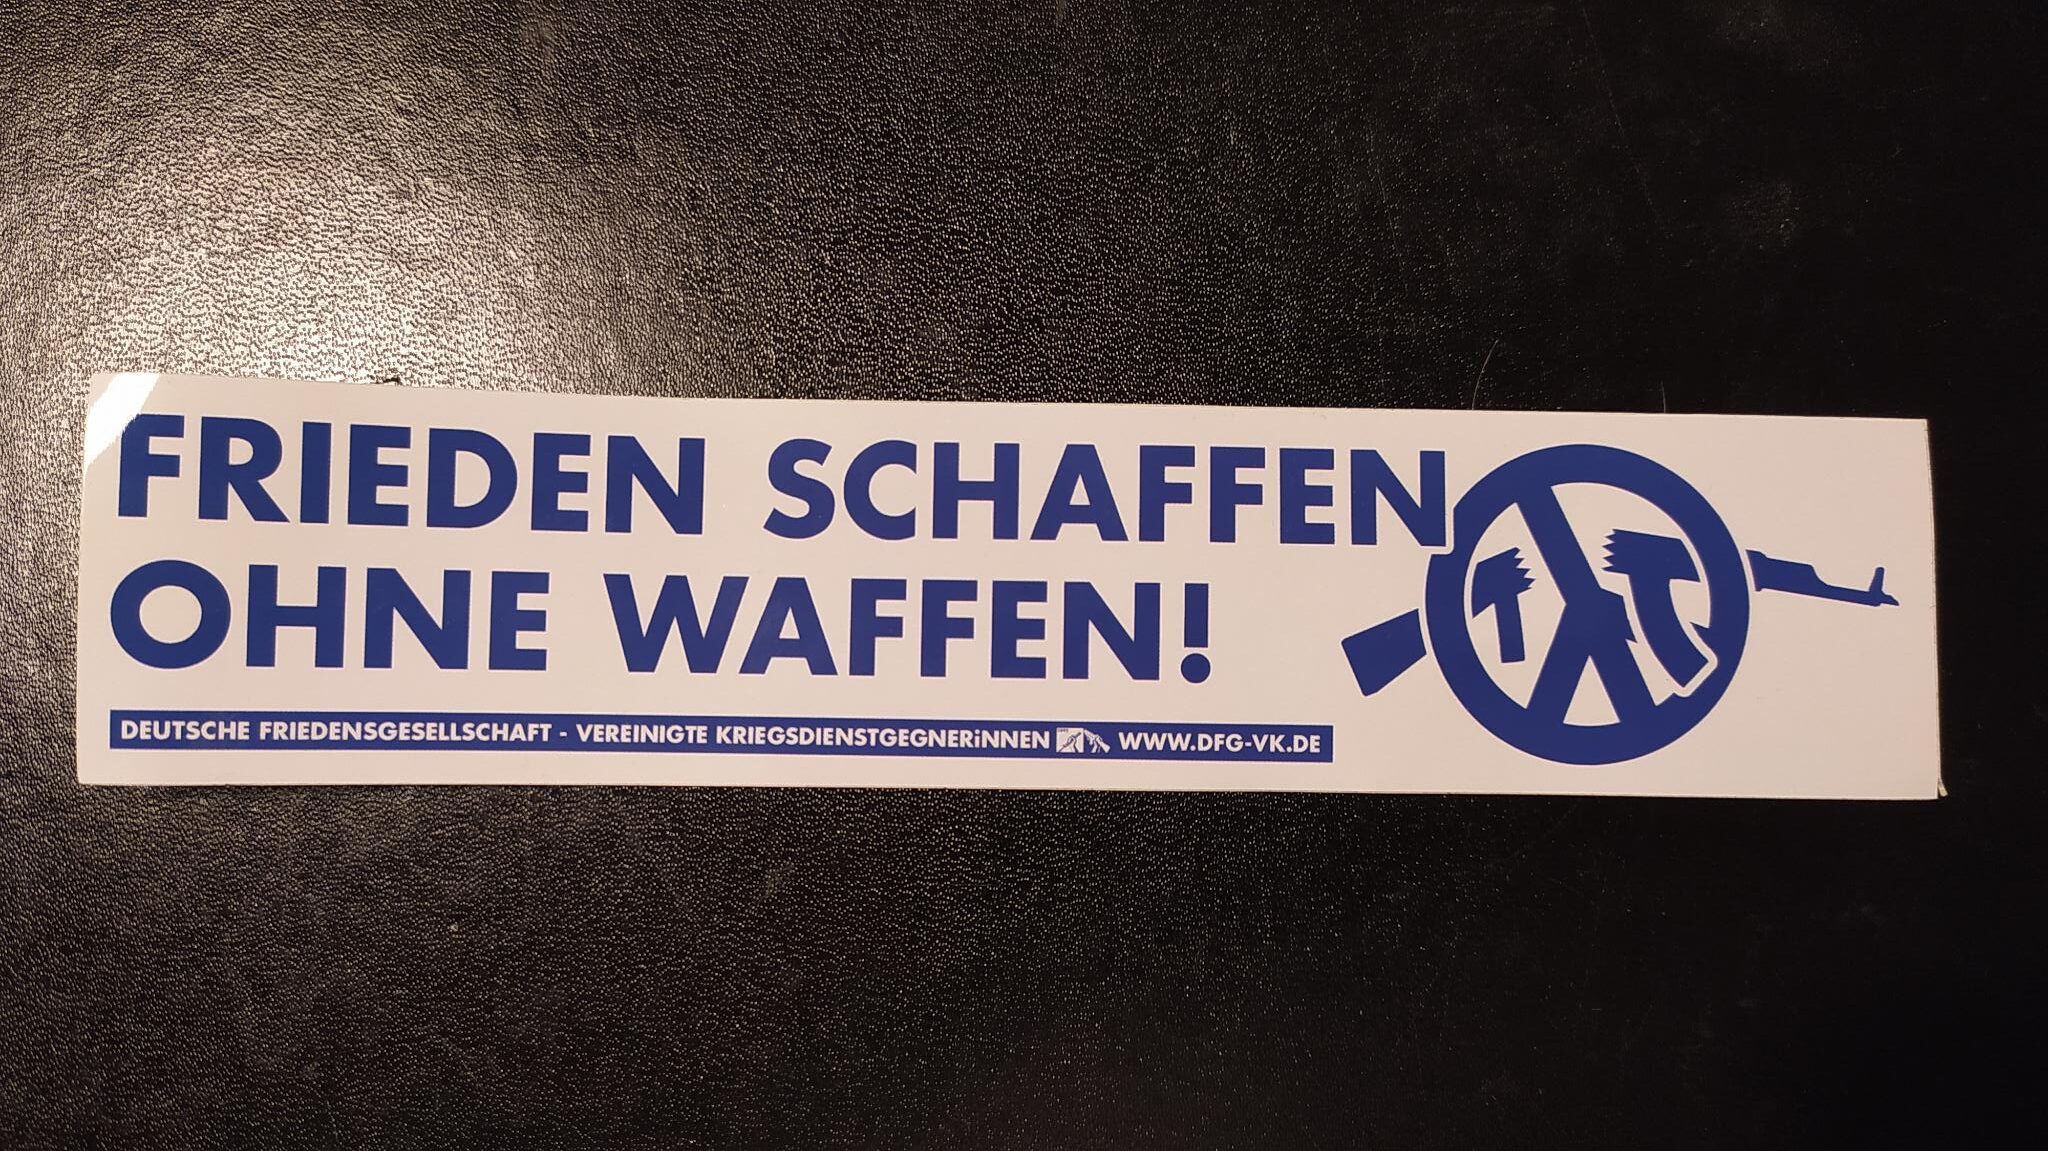 FRIEDEN SCHAFFEN
OHNE WAFFEN!
DEUTSCHE FRIEDENSGESELLSCHAFT - VEREINIGTE KRIEGSDIENSTGEGNERiNNEN WWW.DFG-VK.DE